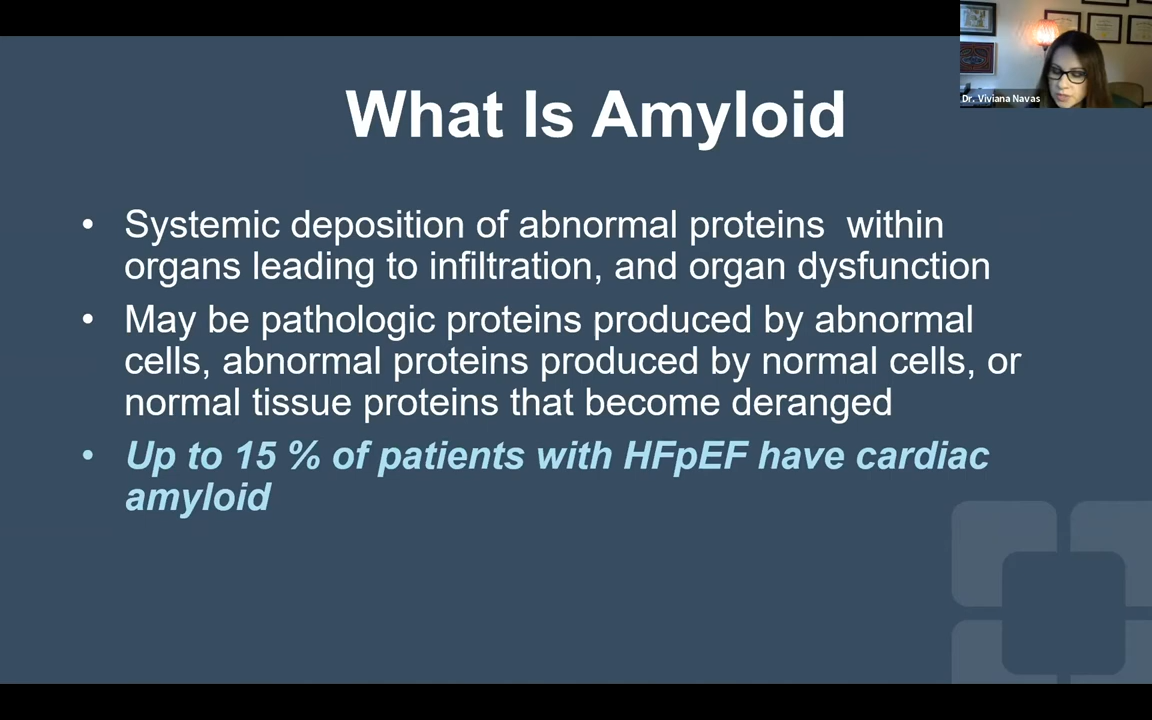 Dr. Viviana Navas
What Is Amyloid
• Systemic deposition of abnormal proteins  within
organs leading to infiltration, and organ dysfunction
• May be pathologic proteins produced by abnormal
cells, abnormal proteins produced by normal cells, or
normal tissue proteins that become deranged
• Up to 15 % of patients with HFpEF have cardiac
amyloid